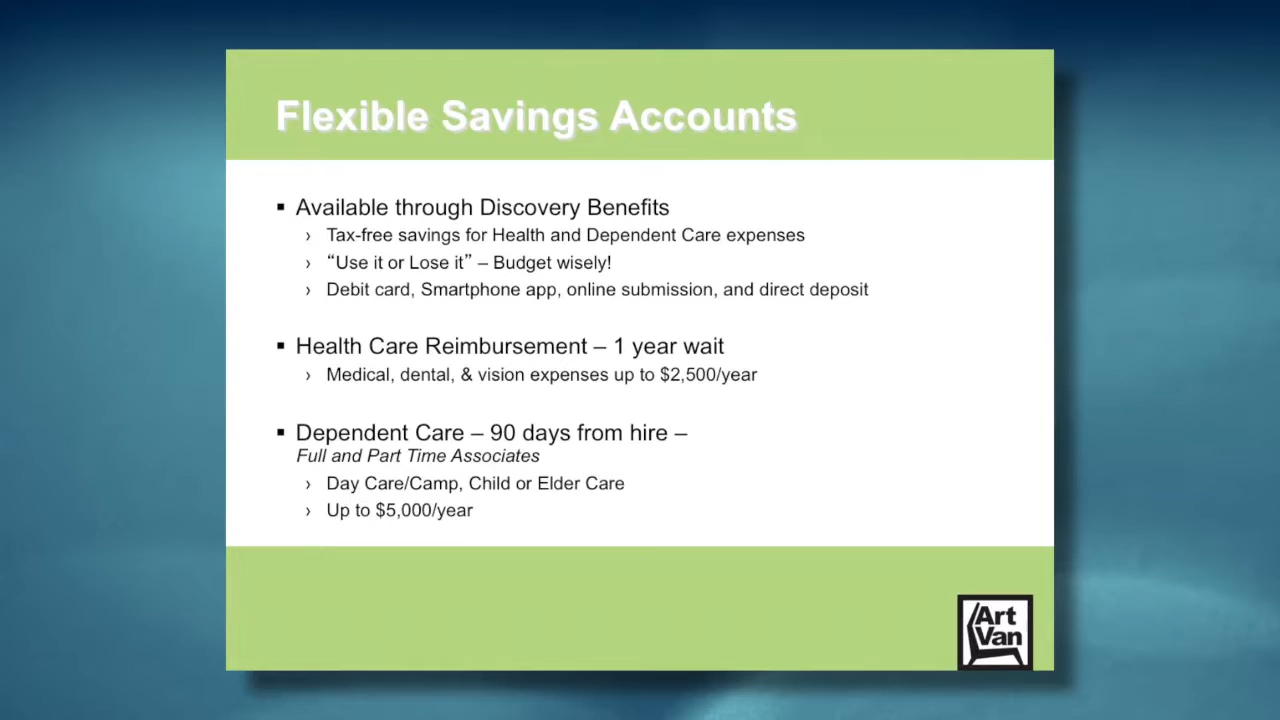 Flexible Savings Accounts
▪ Available through Discovery Benefits
› Tax-free savings for Health and Dependent Care expenses
› “Use it or Lose it” – Budget wisely!
› Debit card, Smartphone app, online submission, and direct deposit
▪ Health Care Reimbursement – 1 year wait
› Medical, dental, & vision expenses up to $2,500/year
▪ Dependent Care – 90 days from hire –
Full and Part Time Associates
› Day Care/Camp, Child or Elder Care
› Up to $5,000/year
Art
Van